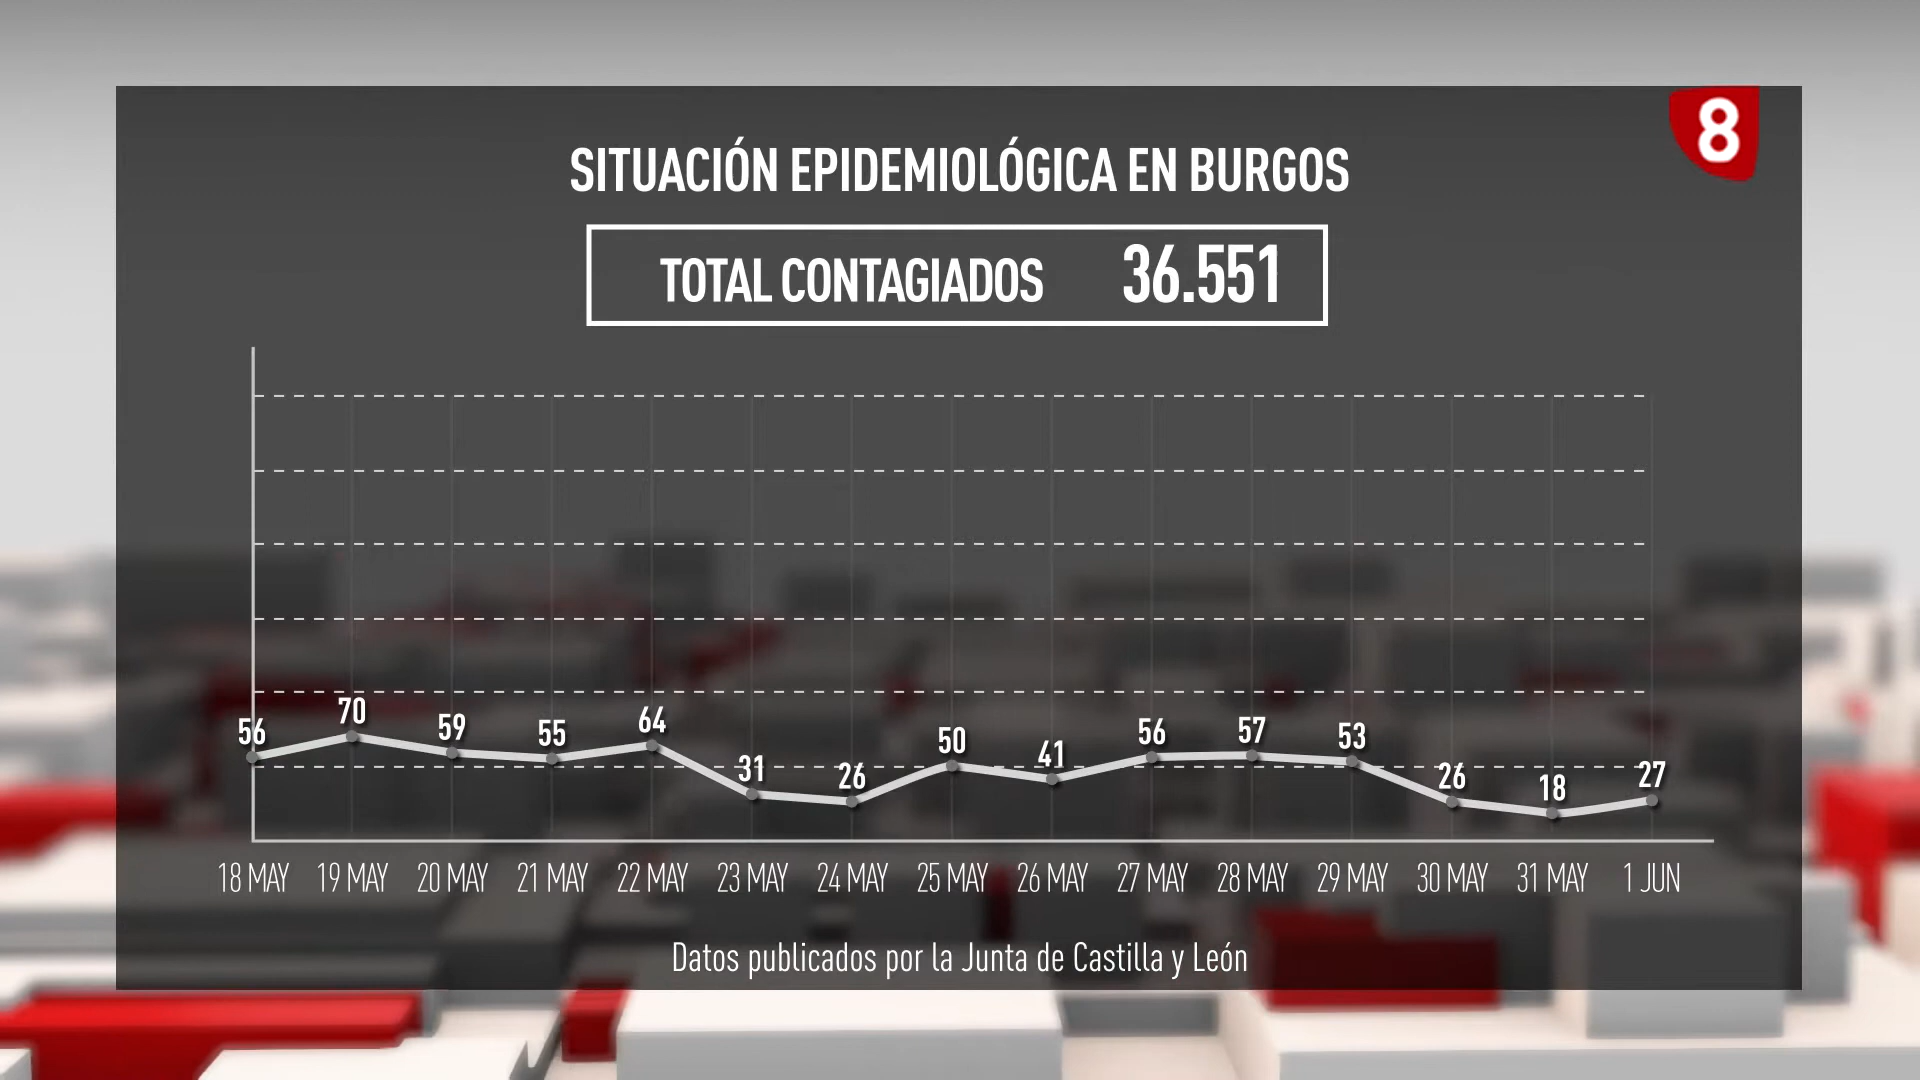 8
SITUACIÓN EPIDEMIOLÓGICA EN BURGOS
TOTAL CONTAGIADOS 36.551
56 70 59 55 64 31 26 50 41 56 57 53 26 18 27
18 MAY 19 MAY 20 MAY 21 MAY 22 MAY 23 MAY 24 MAY 25 MAY 26 MAY 27 MAY 28 MAY 29 MAY 30 MAY 31 MAY 1 JUN
Datos publicados por la Junta de Castilla y León